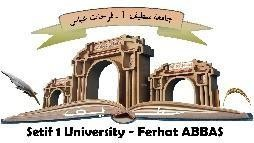 جامعة سطيف 1 - فرحات عباس
Setif 1 University - Ferhat ABBAS